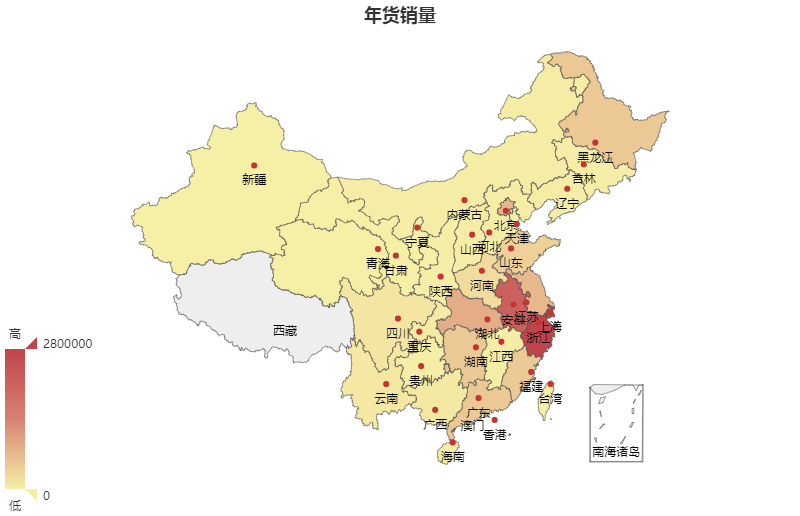 年货销量
黑龙江
吉林
新疆
辽宁
内蒙古
北京
天津
宁夏
山西
河北
青海
甘肃
山东
陕西
河南
西藏
安徽
江苏
上海
高
2800000
四川
重庆
湖北
浙江
江西
湖南
贵州
福建
云南
台湾
广西
广东
澳门
香港
海南
南海诸岛
0
低